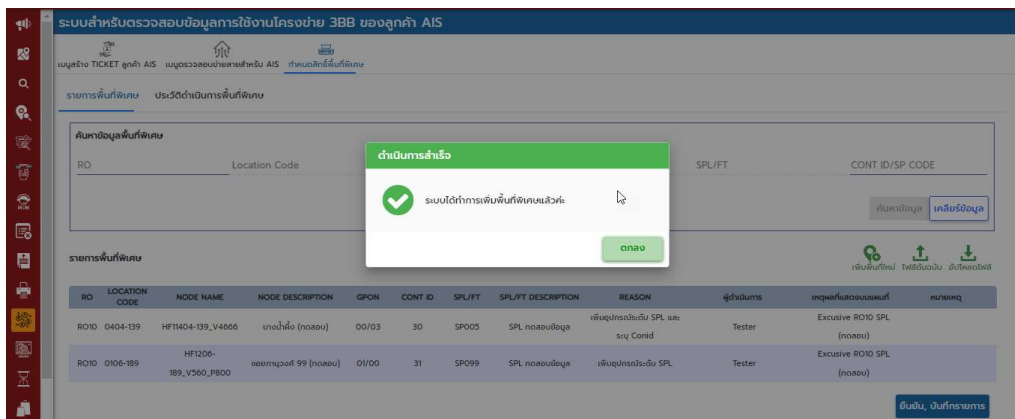 ระบบสำหรับตรวจสอบข้อมูลการใช้งานโครงข่าย 3BB ของลูกค้า AIS
เมนูสร้าง TICKET ลูกค้า AIS เมนูตรวจสอบข่ายสายสำหรับ AIS กำหนดสิทธิ์พื้นที่พิเศษ
รายการพื้นที่พิเศษ ประวัติดำเนินการพื้นที่พิเศษ
ค้นหาข้อมูลพื้นที่พิเศษ
RO Location Code SPL/FT CONT ID/SP CODE
ดำเนินการสำเร็จ
ระบบได้ทำการเพิ่มพื้นที่พิเศษแล้วค่ะ
ตกลง
ค้นหาข้อมูล เคลียร์ข้อมูล
รายการพื้นที่พิเศษ
เพิ่มพื้นที่ใหม่ ไฟล์ต้นฉบับ อัปโหลดไฟล์
RO LOCATION CODE NODE NAME NODE DESCRIPTION GPON CONT ID SPL/FT SPL/FT DESCRIPTION REASON ผู้ดำเนินการ เหตุผลที่แสดงบนแผนที่ หมายเหตุ
RO10 0404-139 HF11404-139_V4666 บางน้ำผึ้ง (ทดสอบ) 00/03 30 SP005 SPL ทดสอบข้อมูล เพิ่มอุปกรณ์ระดับ SPL และระบุ Conid Tester Excusive RO10 SPL (ทดสอบ)
RO10 0106-189 HF1206-189_V560_P800 ซอยภาณุวงศ์ 99 (ทดสอบ) 01/00 31 SP099 SPL ทดสอบข้อมูล เพิ่มอุปกรณ์ระดับ SPL Tester Excusive RO10 SPL (ทดสอบ)
ยืนยัน, บันทึกรายการ